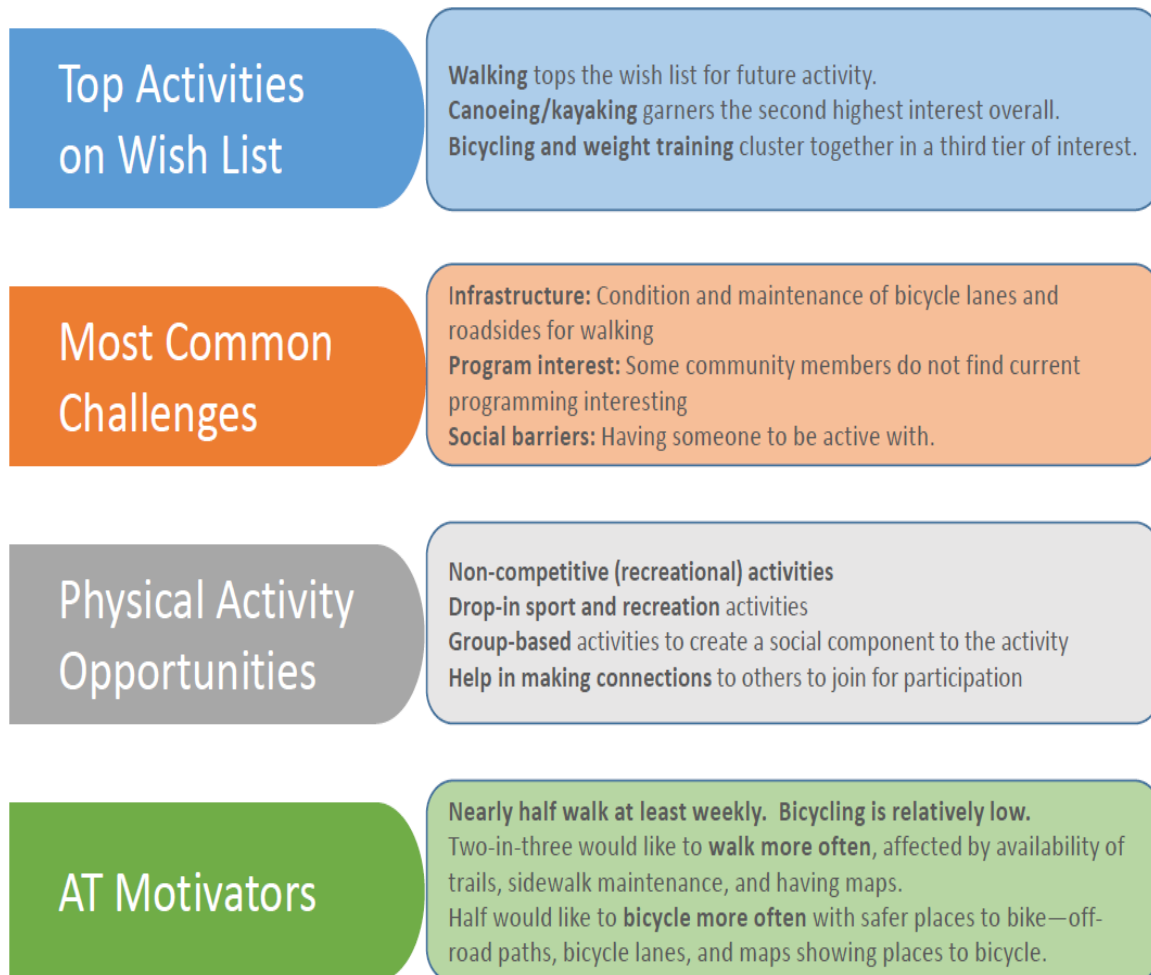 Top Activities
on Wish List
Walking tops the wish list for future activity.
Canoeing/kayaking garners the second highest interest overall.
Bicycling and weight training cluster together in a third tier of interest.
Most Common
Challenges
Infrastructure: Condition and maintenance of bicycle lanes and
roadsides for walking
Program interest: Some community members do not find current
programming interesting
Social barriers: Having someone to be active with.
Physical Activity
Opportunities
Non-competitive (recreational) activities
Drop-in sport and recreation activities
Group-based activities to create a social component to the activity
Help in making connections to others to join for participation
AT Motivators
Nearly half walk at least weekly.  Bicycling is relatively low.
Two-in-three would like to walk more often, affected by availability of
trails, sidewalk maintenance, and having maps.
Half would like to bicycle more often with safer places to bike—off-
road paths, bicycle lanes, and maps showing places to bicycle.